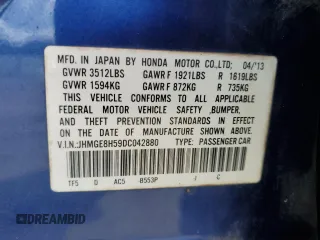 MFD. IN JAPAN BY HONDA MOTOR CO.,LTD; 04/'13
GVWR 3512LBS GAWR F 1921LBS R 1619LBS
GVWR 1594KG GAWR F 872KG R 735KG
THIS VEHICLE CONFORMS TO ALL APPLICABLE
FEDERAL MOTOR VEHICLE SAFETY ,BUMPER,
AND THEFT PREVENTION STANDARDS IN
EFFECT ON THE DATE OF MANUFACTURE
SHOWN ABOVE.
V.I.N.:JHMGE8H59DC042880 TYPE: PASSENGER CAR
TF5 D AC5 B553P / G
DREAMBID